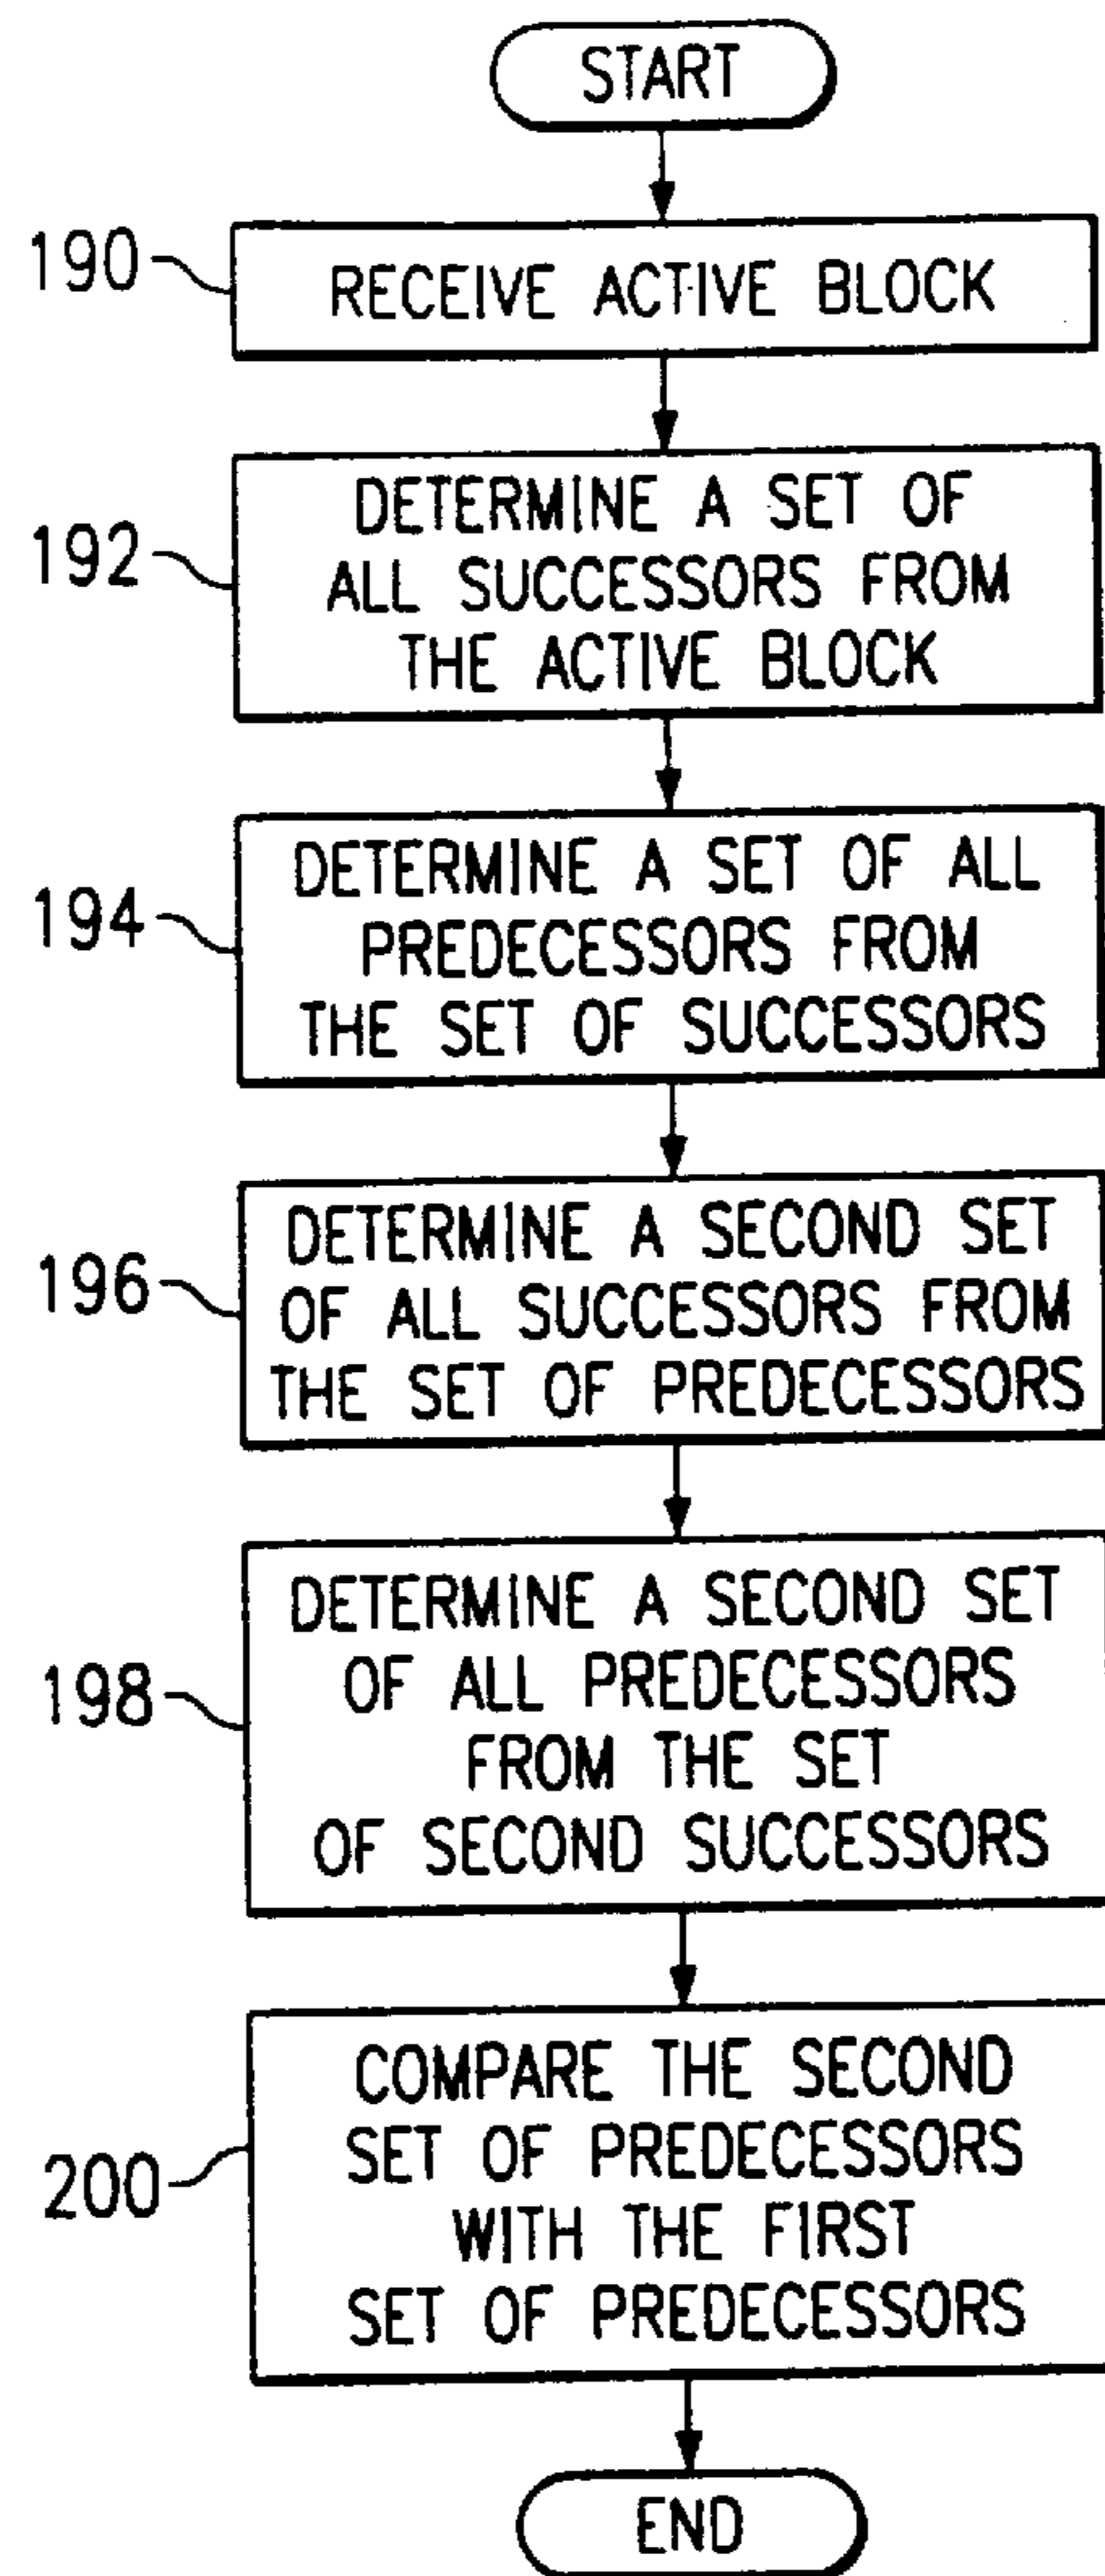 START
190
RECEIVE ACTIVE BLOCK
192
DETERMINE A SET OF
ALL SUCCESSORS FROM
THE ACTIVE BLOCK
194
DETERMINE A SET OF ALL
PREDECESSORS FROM
THE SET OF SUCCESSORS
196
DETERMINE A SECOND SET
OF ALL SUCCESSORS FROM
THE SET OF PREDECESSORS
198
DETERMINE A SECOND SET
OF ALL PREDECESSORS
FROM THE SET
OF SECOND SUCCESSORS
200
COMPARE THE SECOND
SET OF PREDECESSORS
WITH THE FIRST
SET OF PREDECESSORS
END